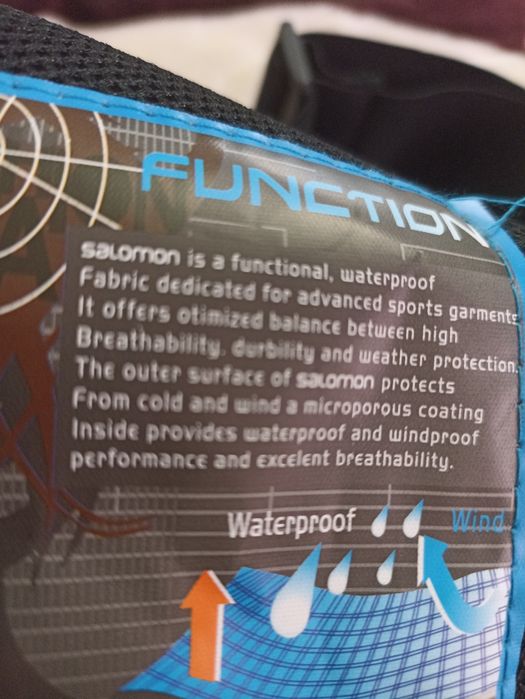 FUNCTION
salomon is a functional, waterproof
Fabric dedicated for advanced sports garments
It offers otimized balance between high
Breathability, durbility and weather protection.
The outer surface of salomon protects
From cold and wind a microporous coating
Inside provides waterproof and windproof
performance and excelent breathability.
Waterproof
Wind